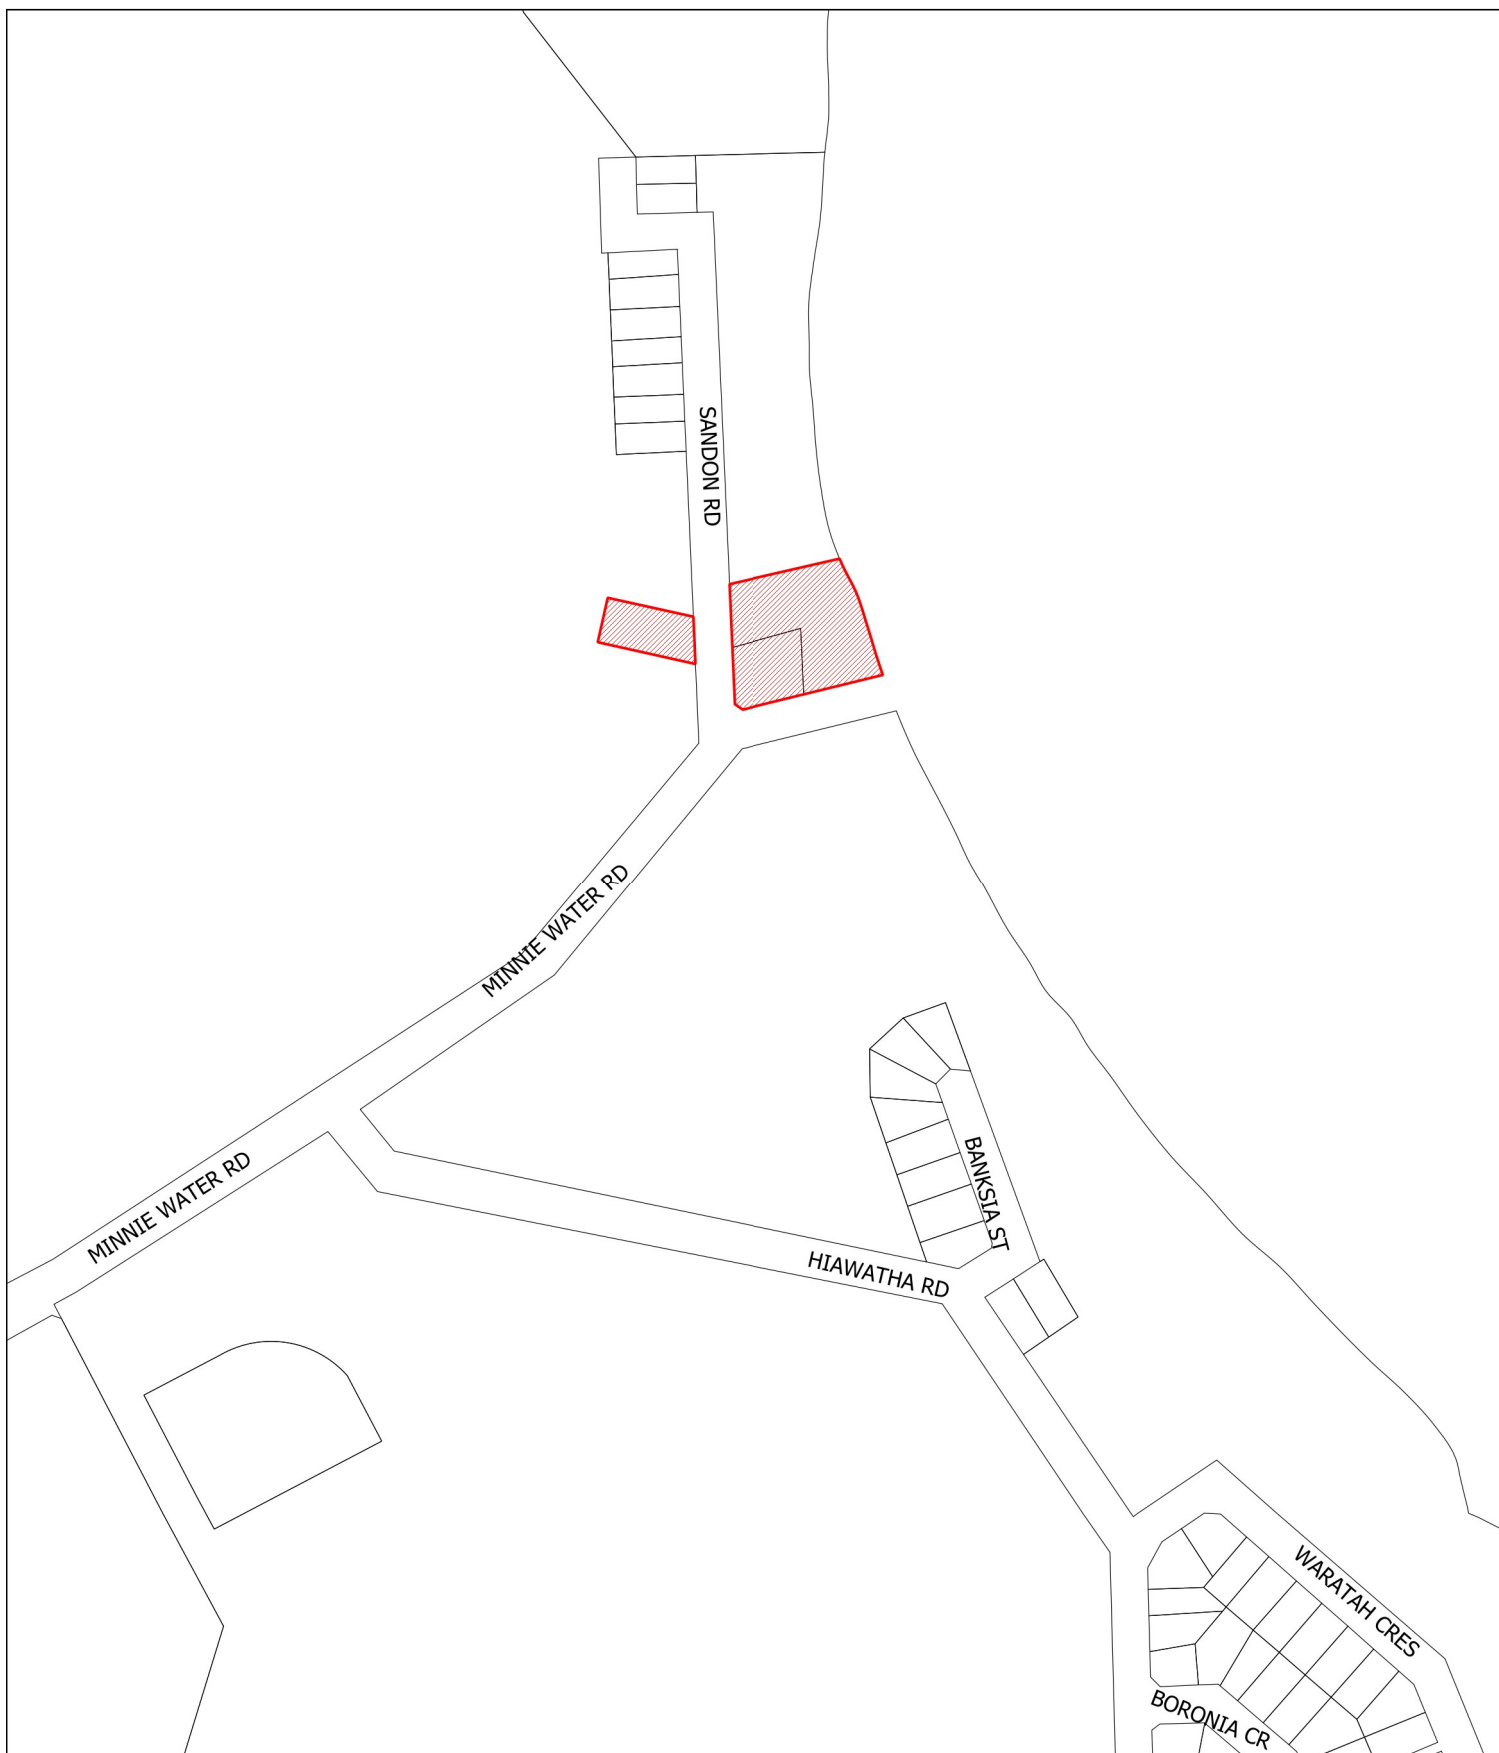 SANDON RD
MINNIE WATER RD
BANKSIA ST
MINNIE WATER RD
HIAWATHA RD
WARATAH CRES
BORONIA CR